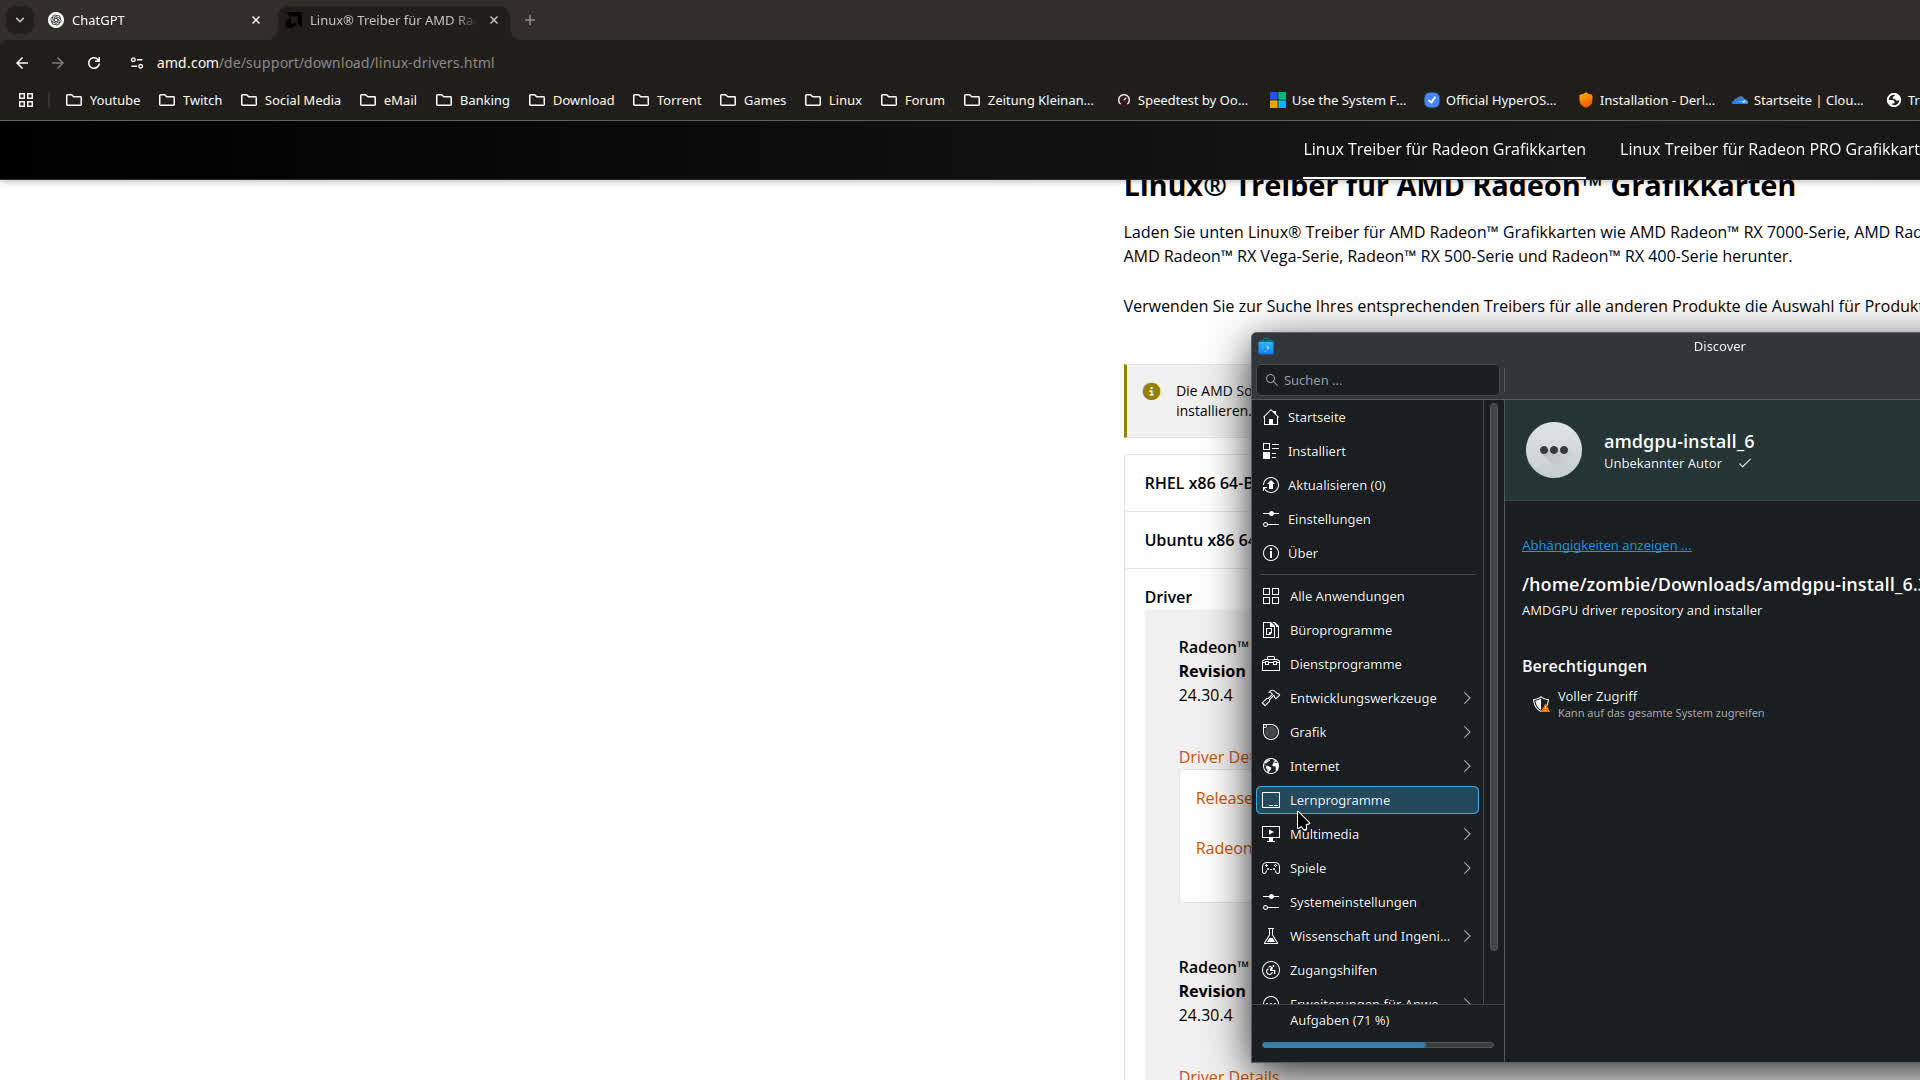 ChatGPT
Linux® Treiber für AMD Ra
amd.com/de/support/download/linux-drivers.html
Youtube
Twitch
Social Media
eMail
Banking
Download
Torrent
Games
Linux
Forum
Zeitung Kleinan...
Speedtest by Oo...
Use the System F...
Official HyperOS...
Installation - Derl...
Startseite | Clou...
Tr
Linux Treiber für Radeon Grafikkarten
Linux Treiber für Radeon PRO Grafikkart
Linux® Treiber für AMD Radeon™ Grafikkarten
Laden Sie unten Linux® Treiber für AMD Radeon™ Grafikkarten wie AMD Radeon™ RX 7000-Serie, AMD Rad
AMD Radeon™ RX Vega-Serie, Radeon™ RX 500-Serie und Radeon™ RX 400-Serie herunter.
Verwenden Sie zur Suche Ihres entsprechenden Treibers für alle anderen Produkte die Auswahl für Produk
Die AMD So
installieren.
RHEL x86 64-B
Ubuntu x86 64
Driver
Radeon™
Revision
24.30.4
Driver De
Release
Radeon
Radeon™
Revision
24.30.4
Driver Details
Discover
Suchen ...
Startseite
Installiert
Aktualisieren (0)
Einstellungen
Über
Alle Anwendungen
Büroprogramme
Dienstprogramme
Entwicklungswerkzeuge
Grafik
Internet
Lernprogramme
Multimedia
Spiele
Systemeinstellungen
Wissenschaft und Ingeni...
Zugangshilfen
Erweiterungen für Anwe...
Aufgaben (71 %)
amdgpu-install_6
Unbekannter Autor
Abhängigkeiten anzeigen ...
/home/zombie/Downloads/amdgpu-install_6.
AMDGPU driver repository and installer
Berechtigungen
Voller Zugriff
Kann auf das gesamte System zugreifen